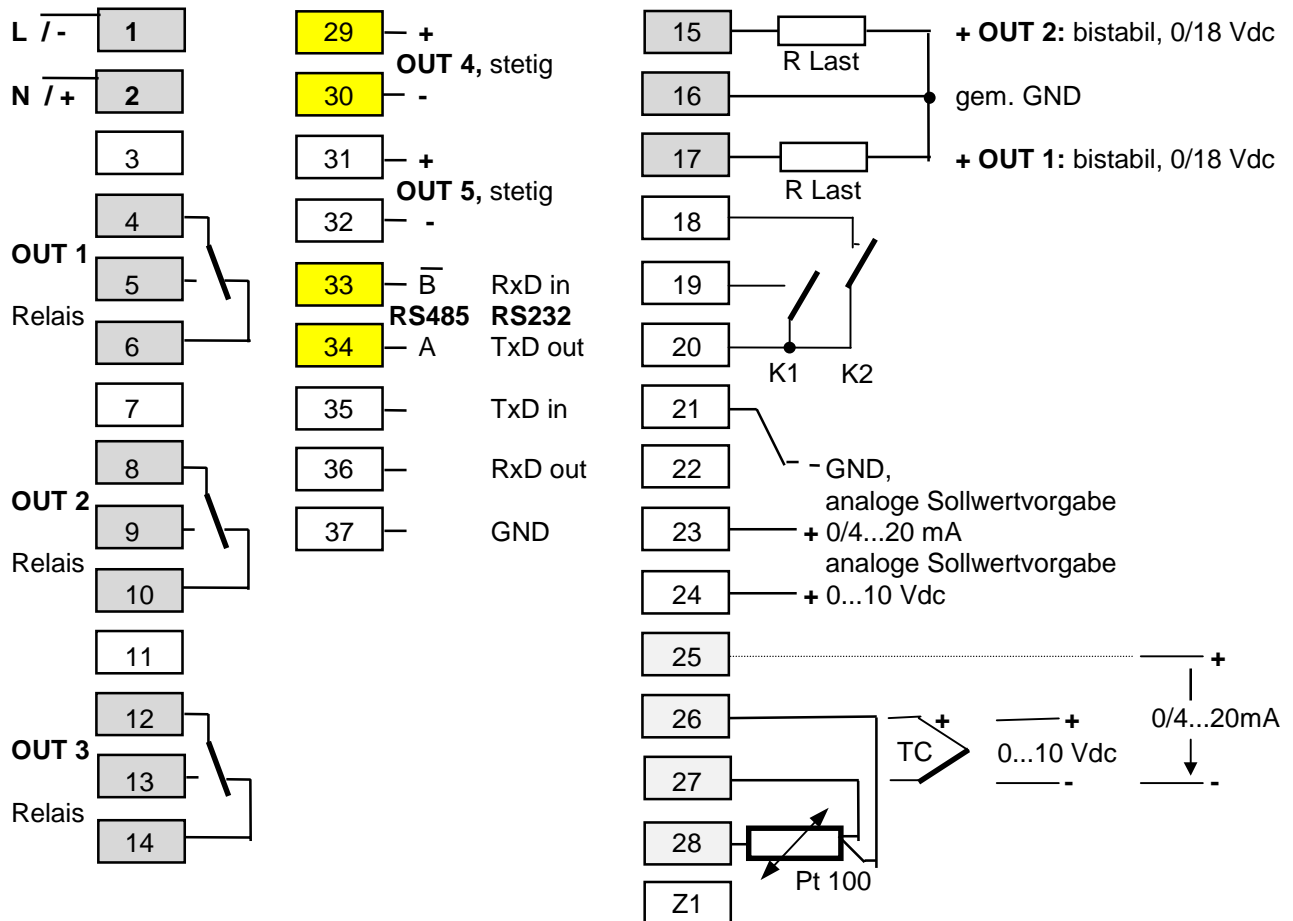 L /- 1
N /+ 2
3
4
OUT 1
5
Relais
6
7
8
OUT 2
9
Relais
10
11
12
OUT 3
13
Relais
14
29 +
OUT 4, stetig
30 -
31 +
OUT 5, stetig
32 -
33 B̅ RxD in
RS485 RS232
34 A TxD out
35 TxD in
36 RxD out
37 GND
15 + OUT 2: bistabil, 0/18 Vdc
R Last
16 gem. GND
17 + OUT 1: bistabil, 0/18 Vdc
R Last
18
19
20
K1 K2
21
22 - GND,
analoge Sollwertvorgabe
23 + 0/4...20 mA
analoge Sollwertvorgabe
24 + 0...10 Vdc
25 +
26 + + 0/4...20mA
TC 0...10 Vdc
27 - -
28
Pt 100
Z1